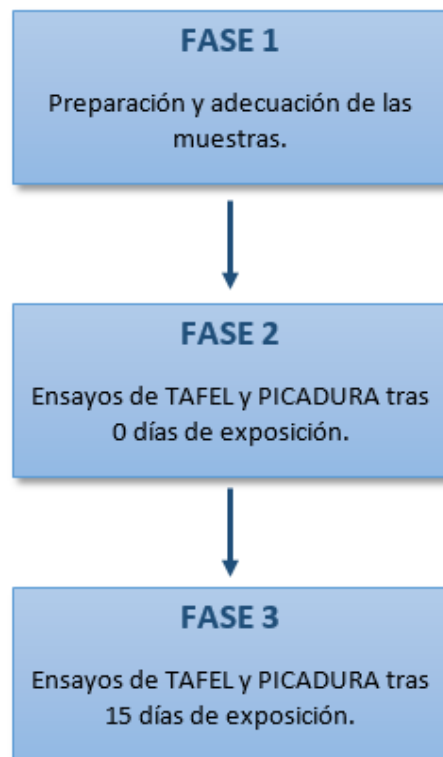 FASE 1
Preparación y adecuación de las
muestras.
FASE 2
Ensayos de TAFEL y PICADURA tras
0 días de exposición.
FASE 3
Ensayos de TAFEL y PICADURA tras
15 días de exposición.